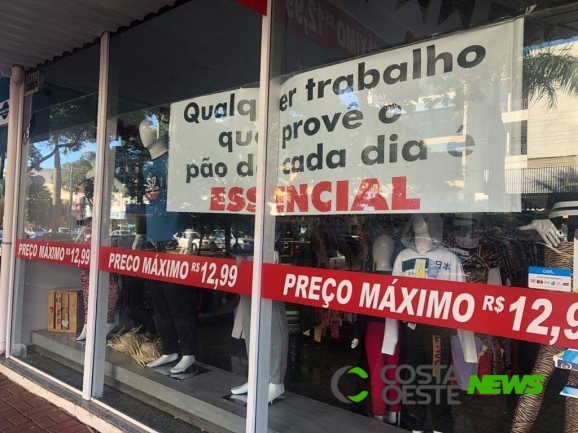 Qualquer trabalho
que provê o
pão de cada dia é
ESSENCIAL
PREÇO MÁXIMO R$12,99
PREÇO MÁXIMO R$12,99
PREÇO MÁXIMO R$12,9
COSTA OESTE NEWS